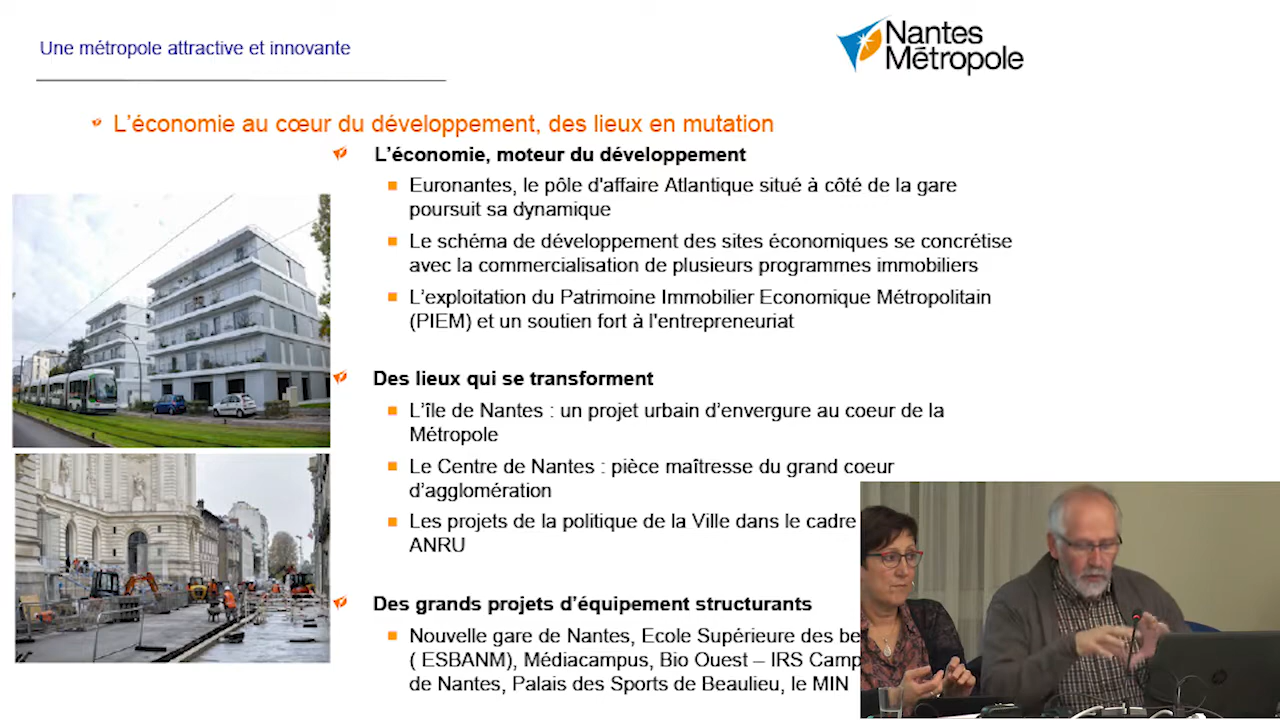 Une métropole attractive et innovante
Nantes
Métropole
L'économie au cœur du développement, des lieux en mutation
L'économie, moteur du développement
Euronantes, le pôle d'affaire Atlantique situé à côté de la gare
poursuit sa dynamique
Le schéma de développement des sites économiques se concrétise
avec la commercialisation de plusieurs programmes immobiliers
L'exploitation du Patrimoine Immobilier Economique Métropolitain
(PIEM) et un soutien fort à l'entrepreneuriat
Des lieux qui se transforment
L'île de Nantes : un projet urbain d'envergure au coeur de la
Métropole
Le Centre de Nantes : pièce maîtresse du grand coeur
d'agglomération
Les projets de la politique de la Ville dans le cadre
ANRU
Des grands projets d'équipement structurants
Nouvelle gare de Nantes, Ecole Supérieure des be
( ESBANM), Médiacampus, Bio Ouest – IRS Camp
de Nantes, Palais des Sports de Beaulieu, le MIN